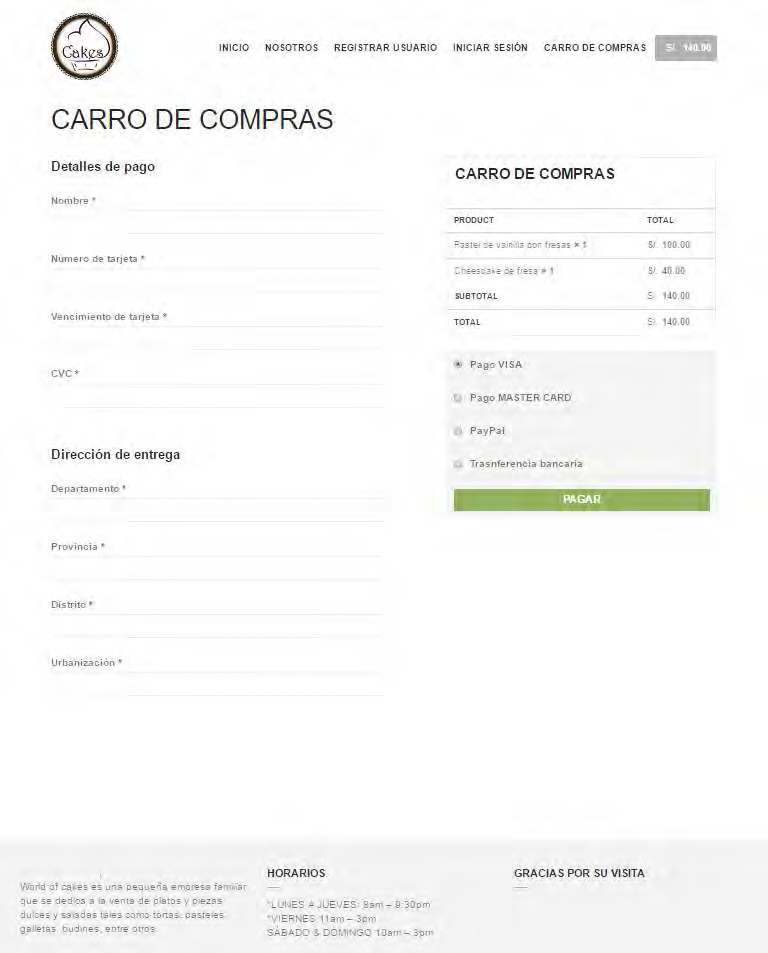 Cakes
INICIO NOSOTROS REGISTRAR USUARIO INICIAR SESIÓN CARRO DE COMPRAS S/. 140.00
CARRO DE COMPRAS
Detalles de pago
Nombre *
Número de tarjeta *
Vencimiento de tarjeta *
CVC *
Dirección de entrega
Departamento *
Provincia *
Distrito *
Urbanización *
CARRO DE COMPRAS
PRODUCT TOTAL
Pastel de vainilla con fresas × 1 S/. 100.00
Cheescake de fresa × 1 S/. 40.00
SUBTOTAL S/. 140.00
TOTAL S/. 140.00
Pago VISA
Pago MASTER CARD
PayPal
Trasnferencia bancaria
PAGAR
World of cakes es una pequeña empresa familiar
que se dedica a la venta de platos y piezas
dulces y saladas tales como tortas, pasteles,
galletas, budines, entre otros.
HORARIOS
*LUNES A JUEVES: 8am – 9:30pm
*VIERNES 11am – 3pm
SÁBADO & DOMINGO 10am – 3pm
GRACIAS POR SU VISITA